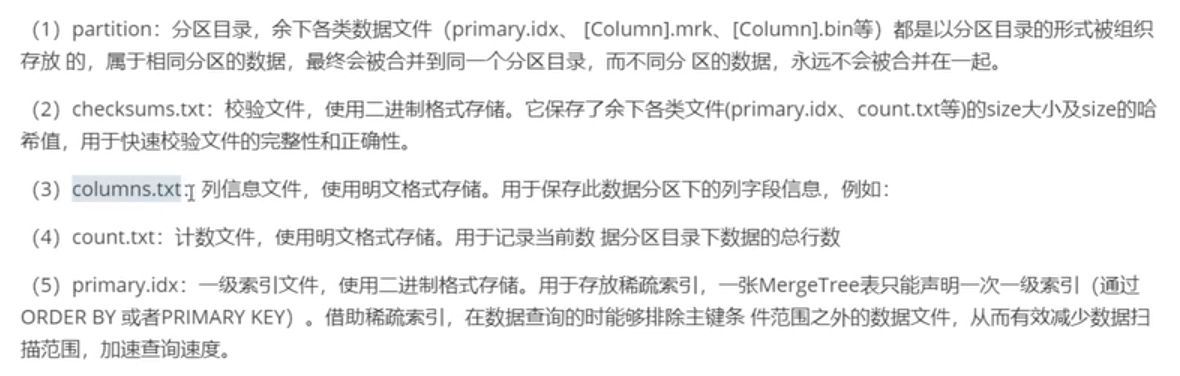 （1）partition：分区目录，余下各类数据文件（primary.idx、 [Column].mrk、[Column].bin等）都是以分区目录的形式被组织
存放 的，属于相同分区的数据，最终会被合并到同一个分区目录，而不同分 区的数据，永远不会被合并在一起。
（2）checksums.txt：校验文件，使用二进制格式存储。它保存了余下各类文件(primary.idx、count.txt等)的size大小及size的哈
希值，用于快速校验文件的完整性和正确性。
（3）columns.txt：列信息文件，使用明文格式存储。用于保存此数据分区下的列字段信息，例如：
（4）count.txt：计数文件，使用明文格式存储。用于记录当前数 据分区目录下数据的总行数
（5）primary.idx：一级索引文件，使用二进制格式存储。用于存放稀疏索引，一张MergeTree表只能声明一次一级索引（通过
ORDER BY 或者PRIMARY KEY）。借助稀疏索引，在数据查询的时能够排除主键条 件范围之外的数据文件，从而有效减少数据扫
描范围，加速查询速度。